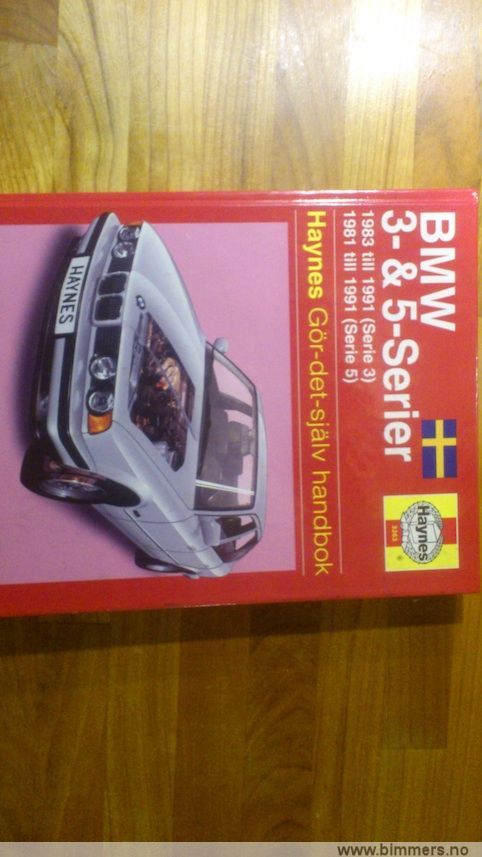 BMW
3- & 5-Serier
1983 till 1991 (Serie 3)
1981 till 1991 (Serie 5)
Haynes Gör-det-själv handbok
Haynes
3263
®
HAYNES
www.bimmers.no